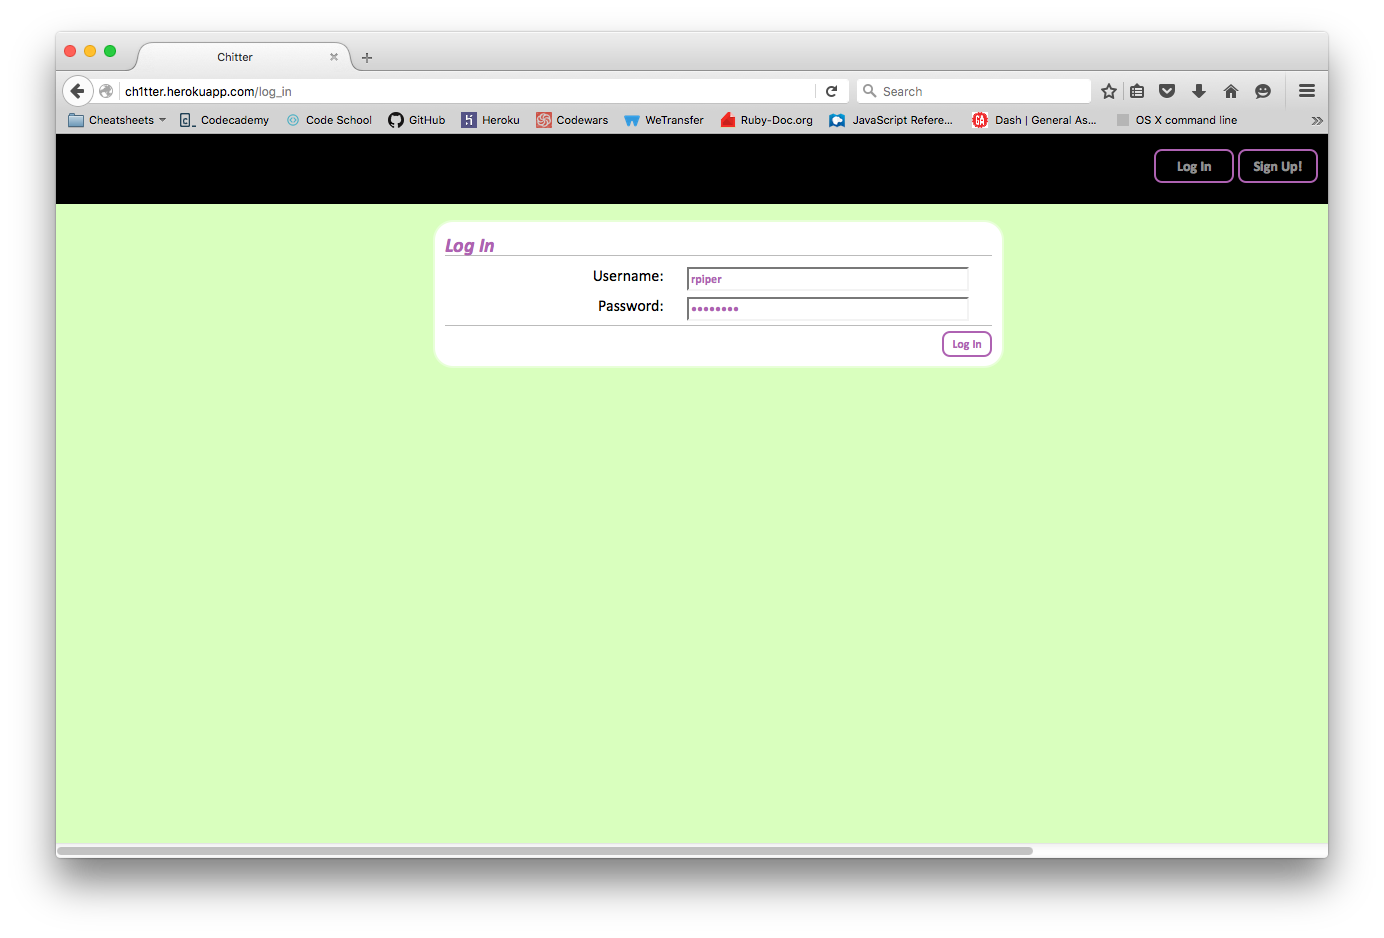 Chitter
ch1tter.herokuapp.com/log_in
Search
Cheatsheets Codecademy Code School GitHub Heroku Codewars WeTransfer Ruby-Doc.org JavaScript Refere... Dash | General As... OS X command line
Log In Sign Up!
Log In
Username: rpiper
Password: ••••••••
Log In